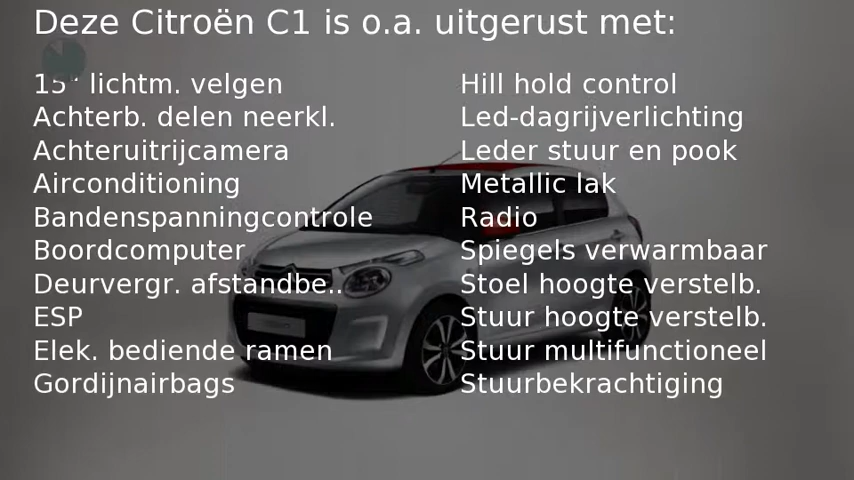 Deze Citroën C1 is o.a. uitgerust met:
15" lichtm. velgen
Achterb. delen neerkl.
Achteruitrijcamera
Airconditioning
Bandenspanningcontrole
Boordcomputer
Deurvergr. afstandbe..
ESP
Elek. bediende ramen
Gordijnairbags
Hill hold control
Led-dagrijverlichting
Leder stuur en pook
Metallic lak
Radio
Spiegels verwarmbaar
Stoel hoogte verstelb.
Stuur hoogte verstelb.
Stuur multifunctioneel
Stuurbekrachtiging